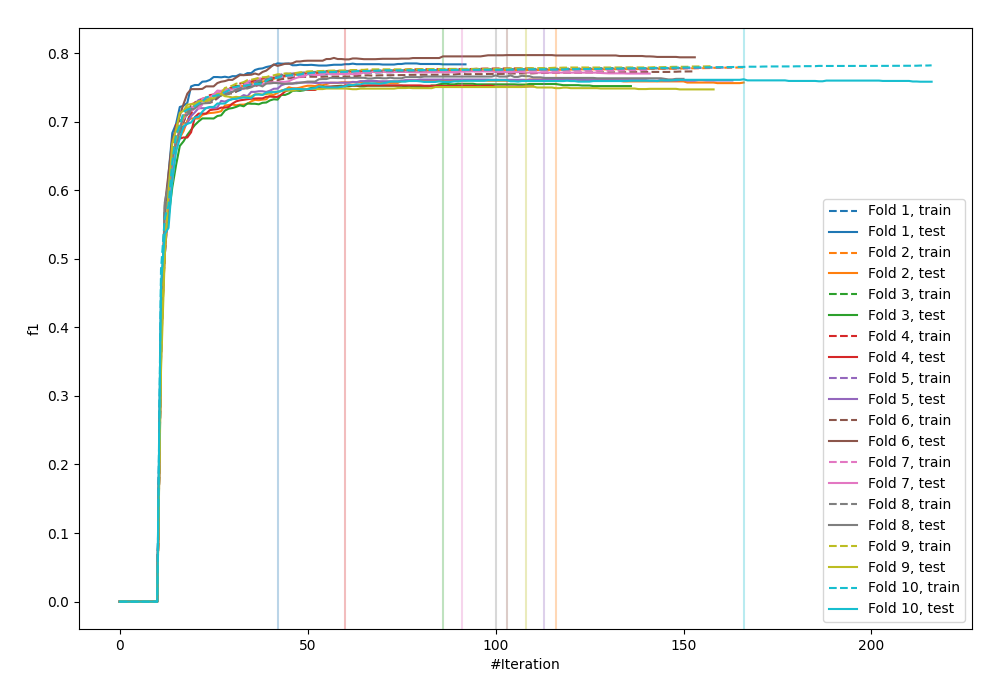 0.8
0.7
0.6
0.5
0.4
0.3
0.2
0.1
0.0
f1
0
50
100
150
200
#Iteration
Fold 1, train
Fold 1, test
Fold 2, train
Fold 2, test
Fold 3, train
Fold 3, test
Fold 4, train
Fold 4, test
Fold 5, train
Fold 5, test
Fold 6, train
Fold 6, test
Fold 7, train
Fold 7, test
Fold 8, train
Fold 8, test
Fold 9, train
Fold 9, test
Fold 10, train
Fold 10, test